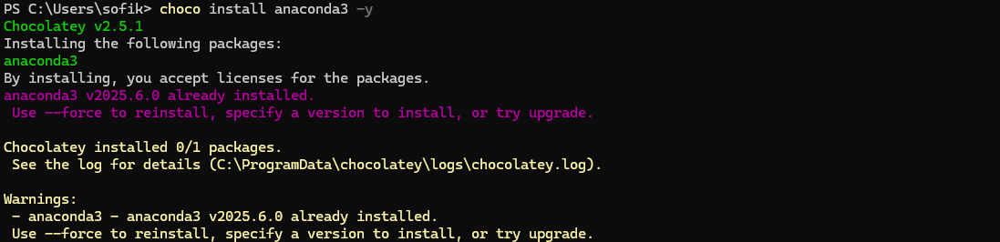 PS C:\Users\sofik> choco install anaconda3 -y
Chocolatey v2.5.1
Installing the following packages:
anaconda3
By installing, you accept licenses for the packages.
anaconda3 v2025.6.0 already installed.
 Use --force to reinstall, specify a version to install, or try upgrade.

Chocolatey installed 0/1 packages.
 See the log for details (C:\ProgramData\chocolatey\logs\chocolatey.log).

Warnings:
 - anaconda3 - anaconda3 v2025.6.0 already installed.
 Use --force to reinstall, specify a version to install, or try upgrade.